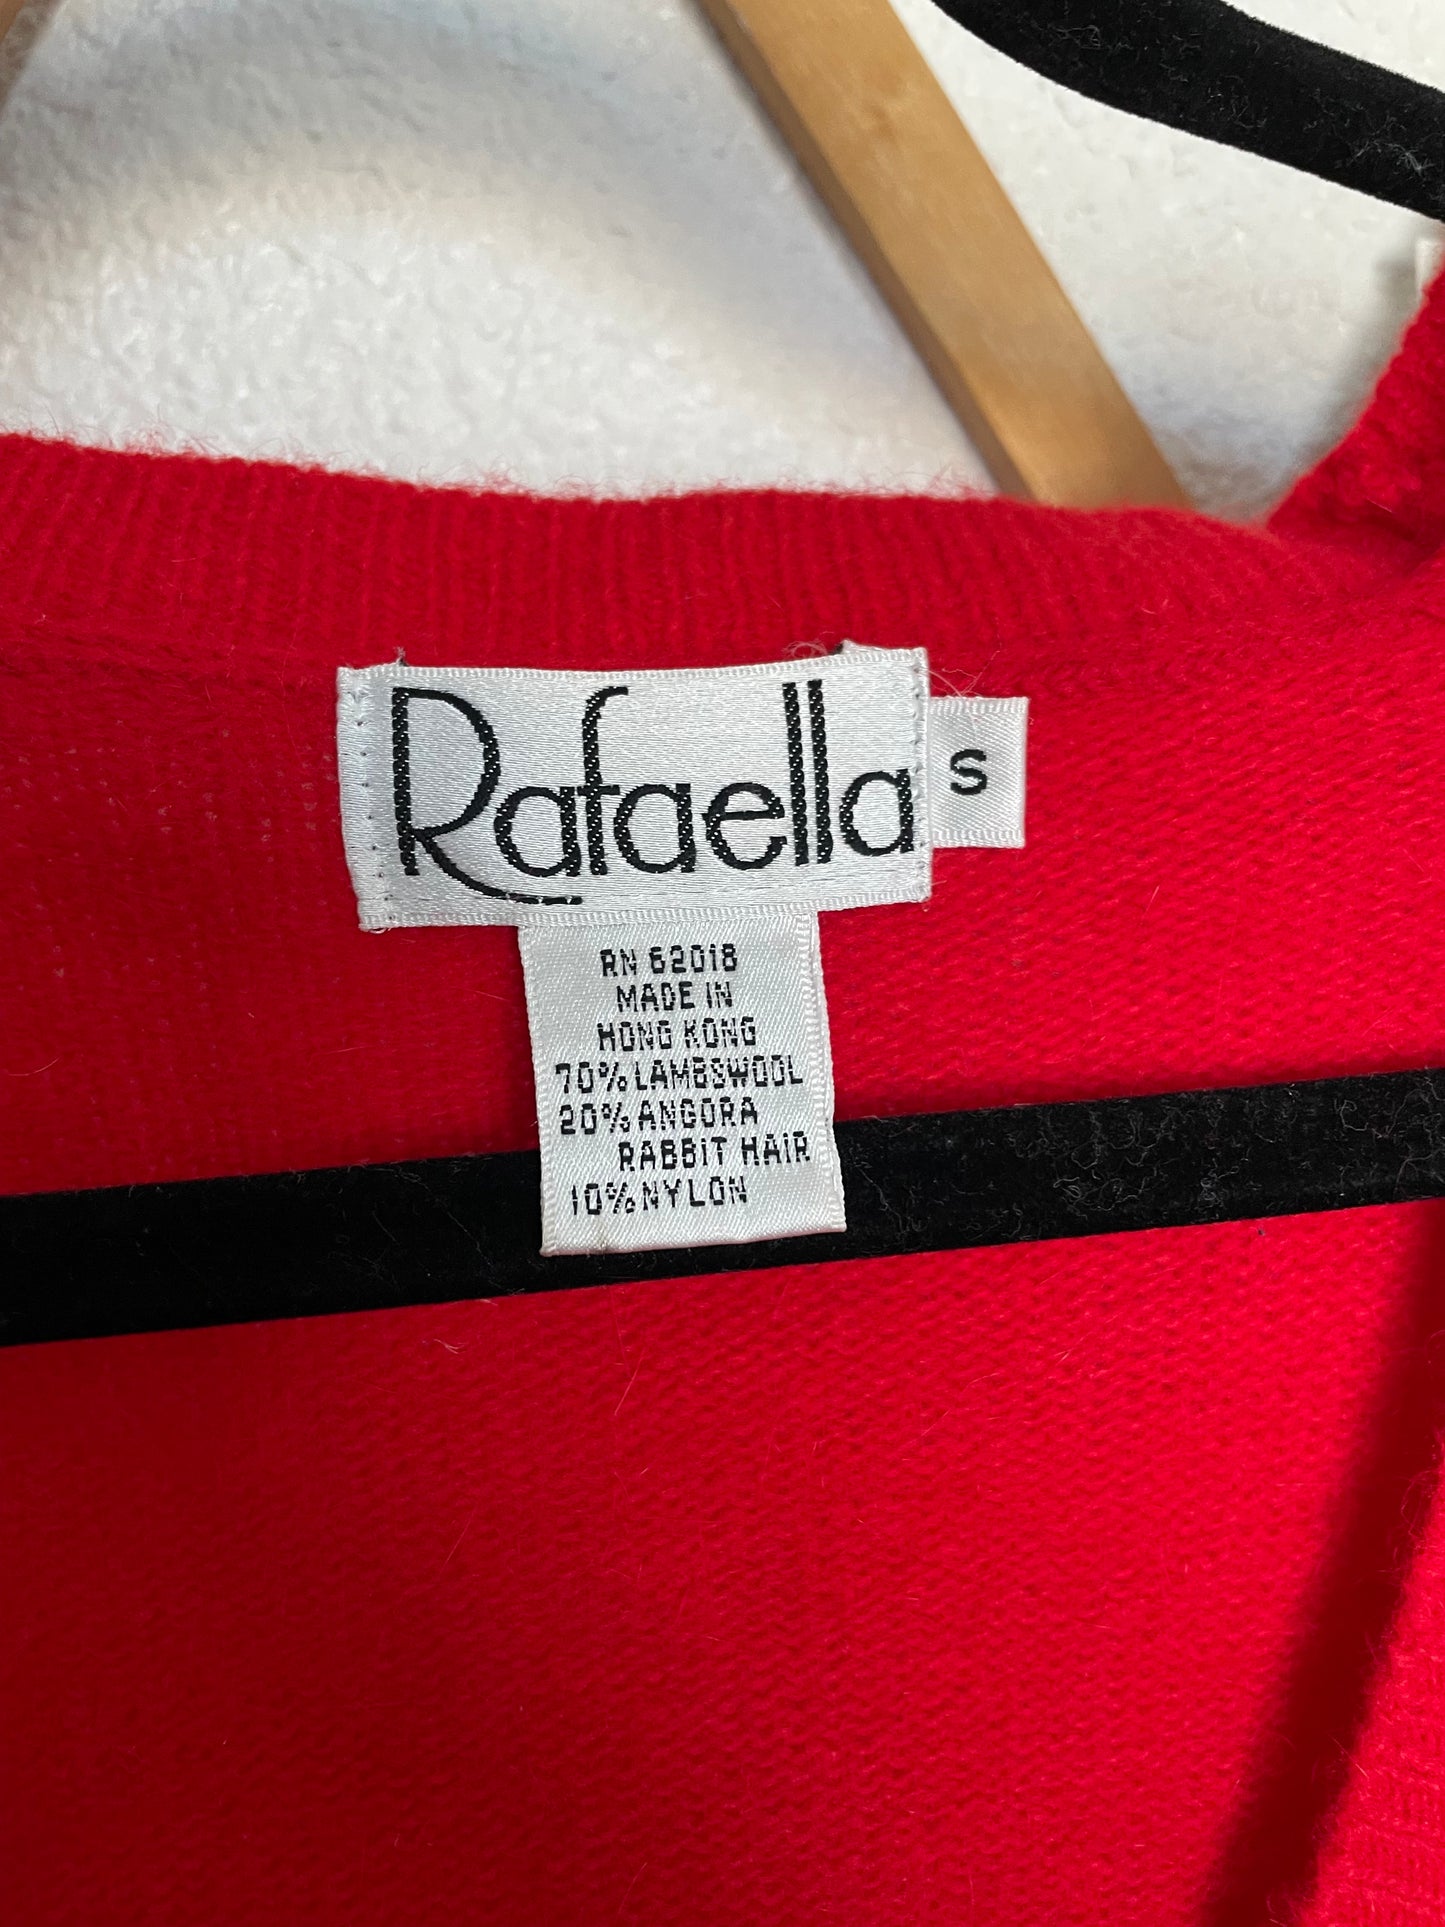 Rafaella
S
RN 62018
MADE IN
HONG KONG
70% LAMBSWOOL
20% ANGORA
RABBIT HAIR
10% NYLON